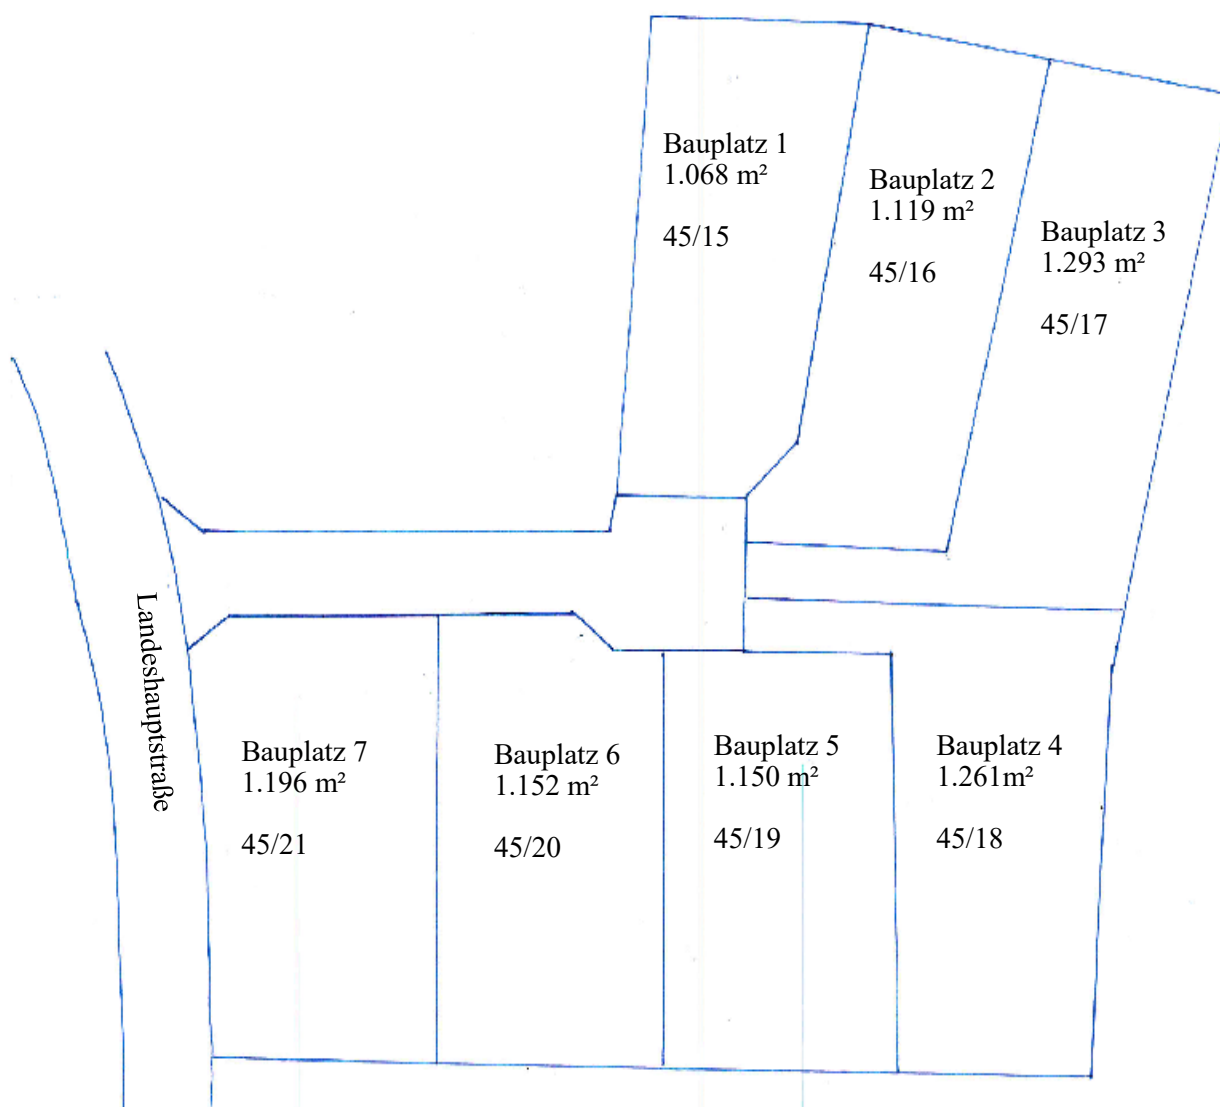 Bauplatz 1
1.068 m²
45/15
Bauplatz 2
1.119 m²
45/16
Bauplatz 3
1.293 m²
45/17
Landeshauptstraße
Bauplatz 7
1.196 m²
45/21
Bauplatz 6
1.152 m²
45/20
Bauplatz 5
1.150 m²
45/19
Bauplatz 4
1.261m²
45/18